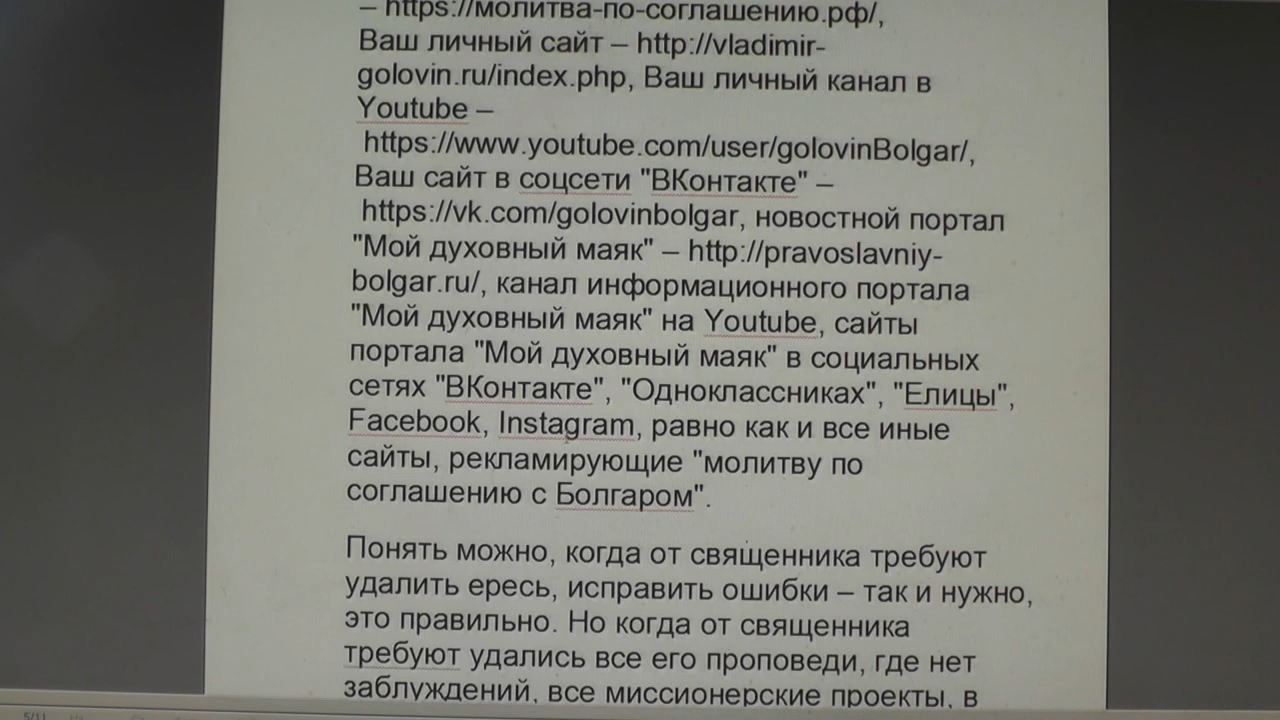 – https://молитва-по-соглашению.рф/,
Ваш личный сайт – http://vladimir-
golovin.ru/index.php, Ваш личный канал в
Youtube –
https://www.youtube.com/user/golovinBolgar/,
Ваш сайт в соцсети "ВКонтакте" –
https://vk.com/golovinbolgar, новостной портал
"Мой духовный маяк" – http://pravoslavniy-
bolgar.ru/, канал информационного портала
"Мой духовный маяк" на Youtube, сайты
портала "Мой духовный маяк" в социальных
сетях "ВКонтакте", "Одноклассниках", "Елицы",
Facebook, Instagram, равно как и все иные
сайты, рекламирующие "молитву по
соглашению с Болгаром".
Понять можно, когда от священника требуют
удалить ересь, исправить ошибки – так и нужно,
это правильно. Но когда от священника
требуют удались все его проповеди, где нет
заблуждений, все миссионерские проекты, в
5/11